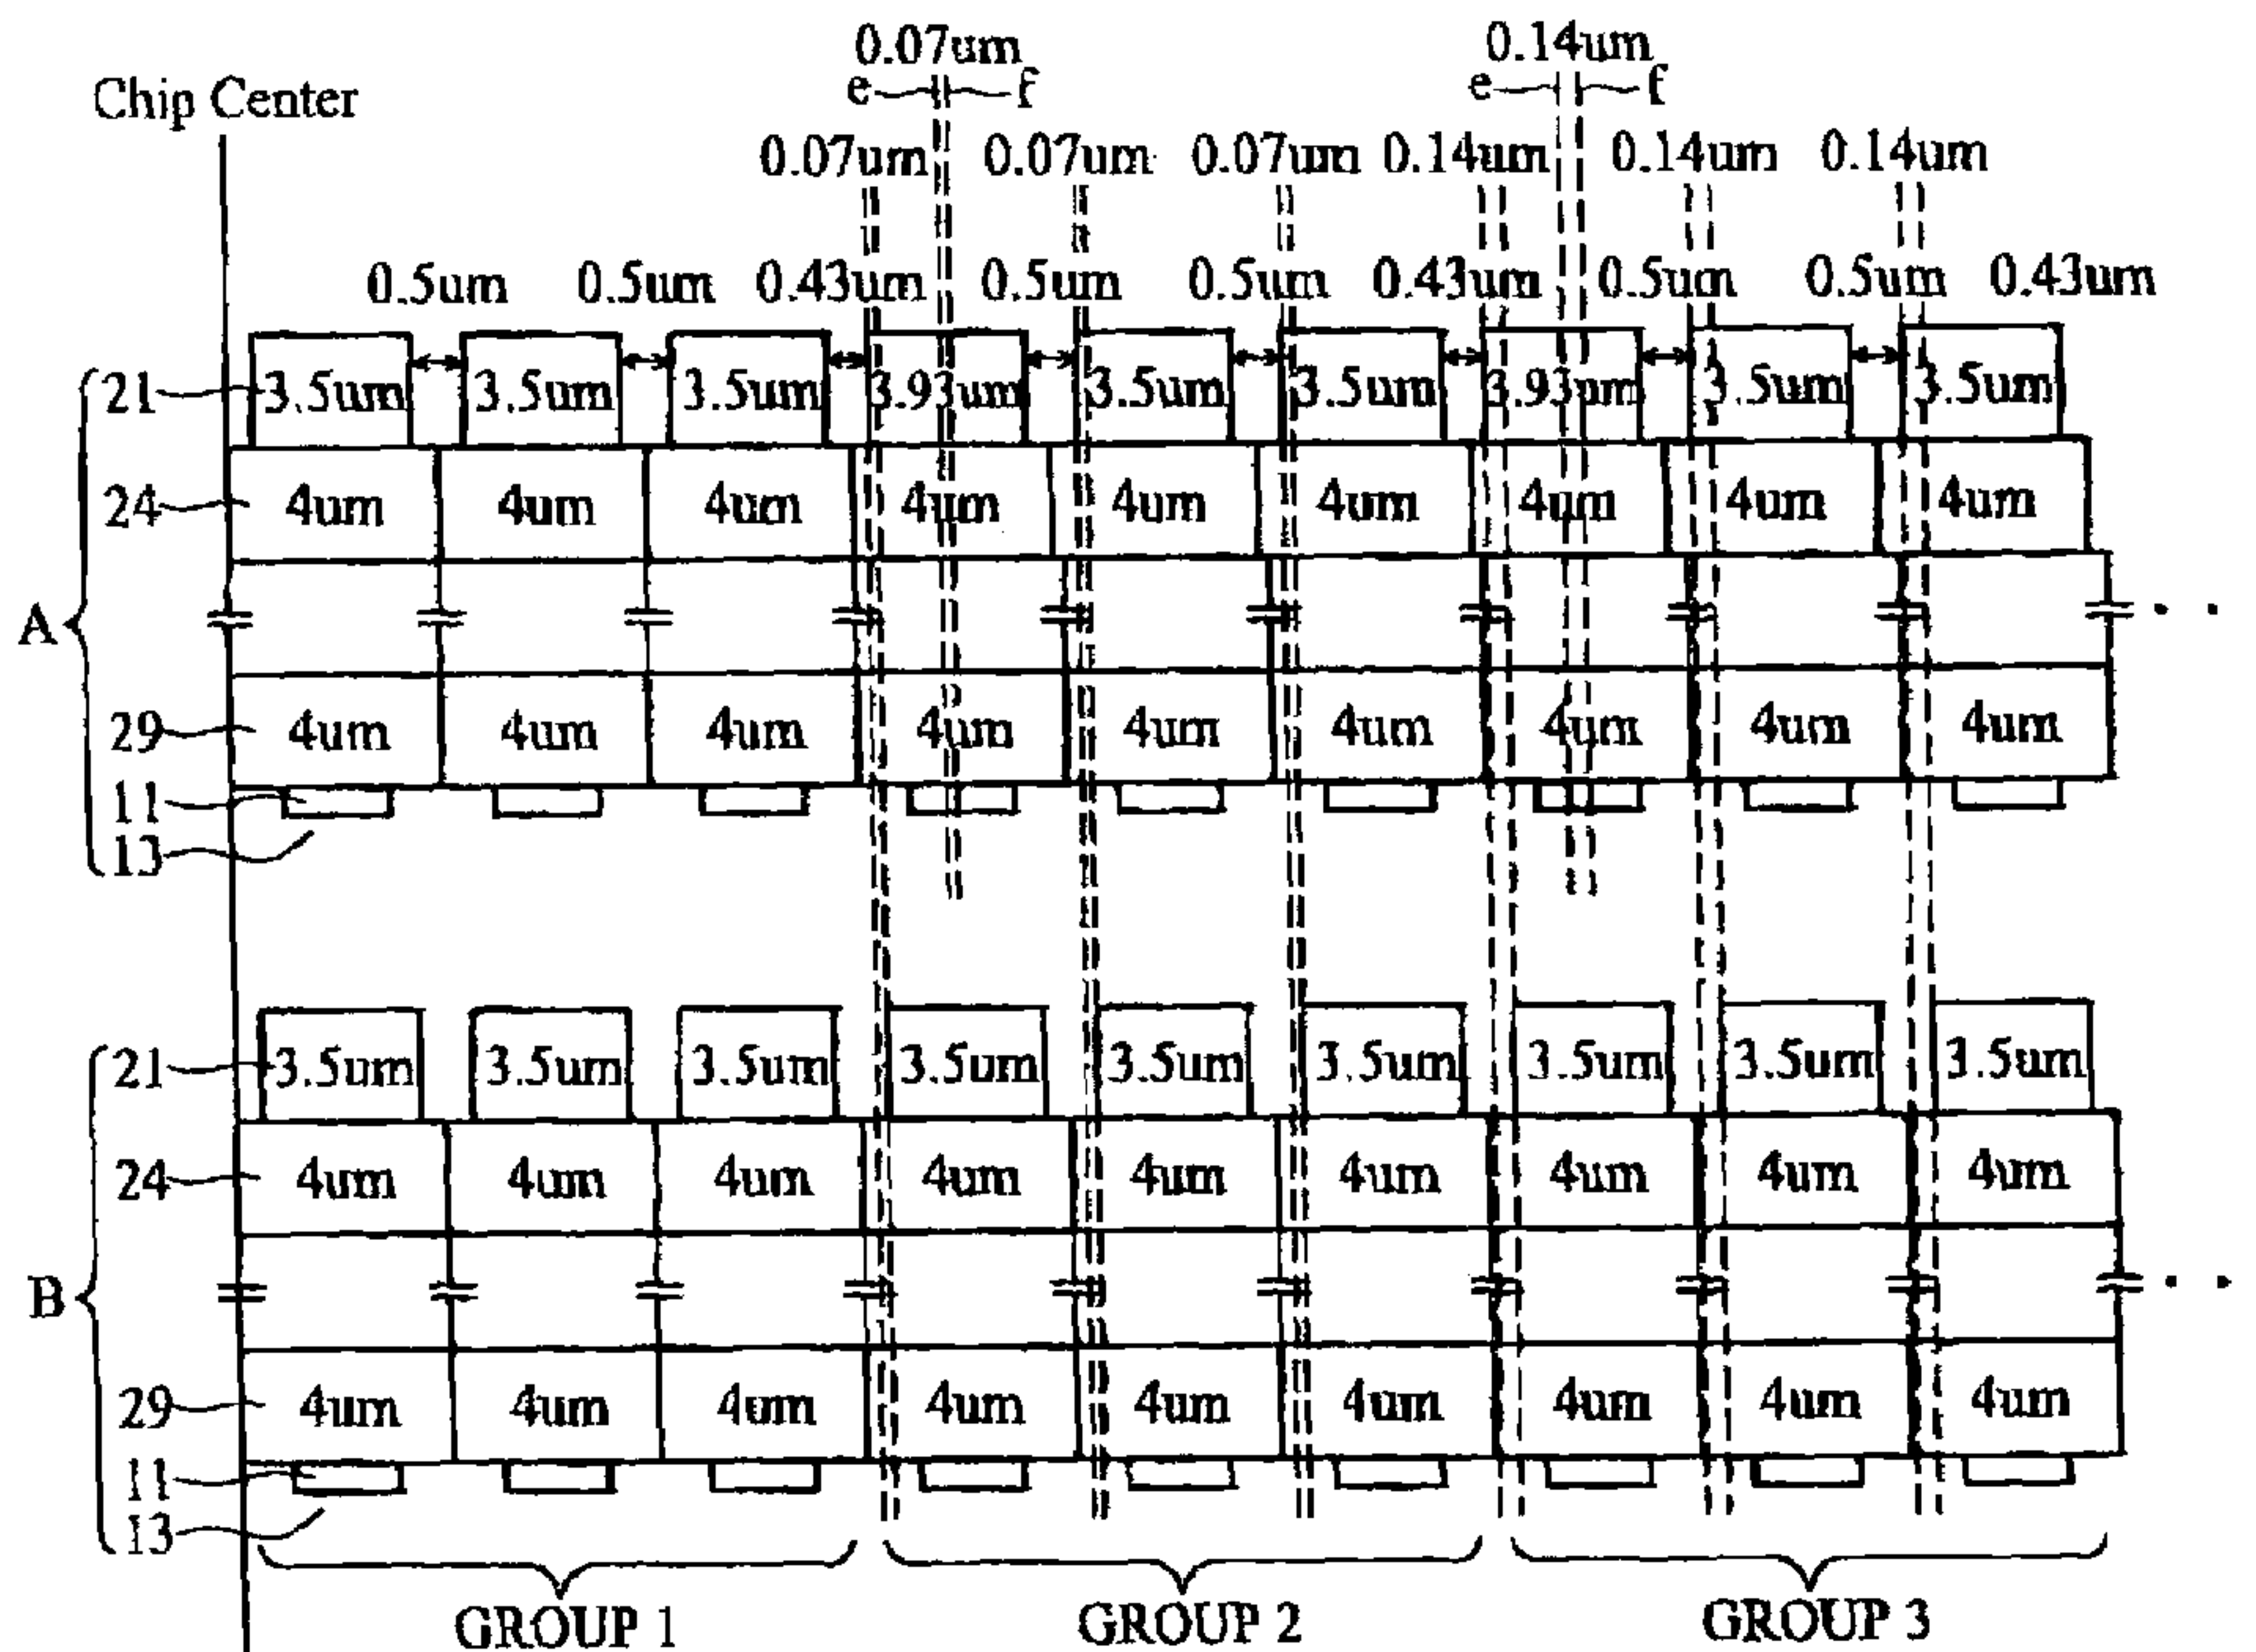 0.07um 0.14um
e f e f
Chip Center
0.07um 0.07um 0.07um 0.14um 0.14um 0.14um
0.5um 0.5um 0.43um 0.5um 0.5um 0.43um 0.5um 0.5um 0.43um
21 3.5um 3.5um 3.5um 3.93um 3.5um 3.5um 3.93um 3.5um 3.5um
24 4um 4um 4um 4um 4um 4um 4um 4um 4um
A
29 4um 4um 4um 4um 4um 4um 4um 4um 4um
11
13
21 3.5um 3.5um 3.5um 3.5um 3.5um 3.5um 3.5um 3.5um 3.5um
24 4um 4um 4um 4um 4um 4um 4um 4um 4um
B
29 4um 4um 4um 4um 4um 4um 4um 4um 4um
11
13
GROUP 1 GROUP 2 GROUP 3